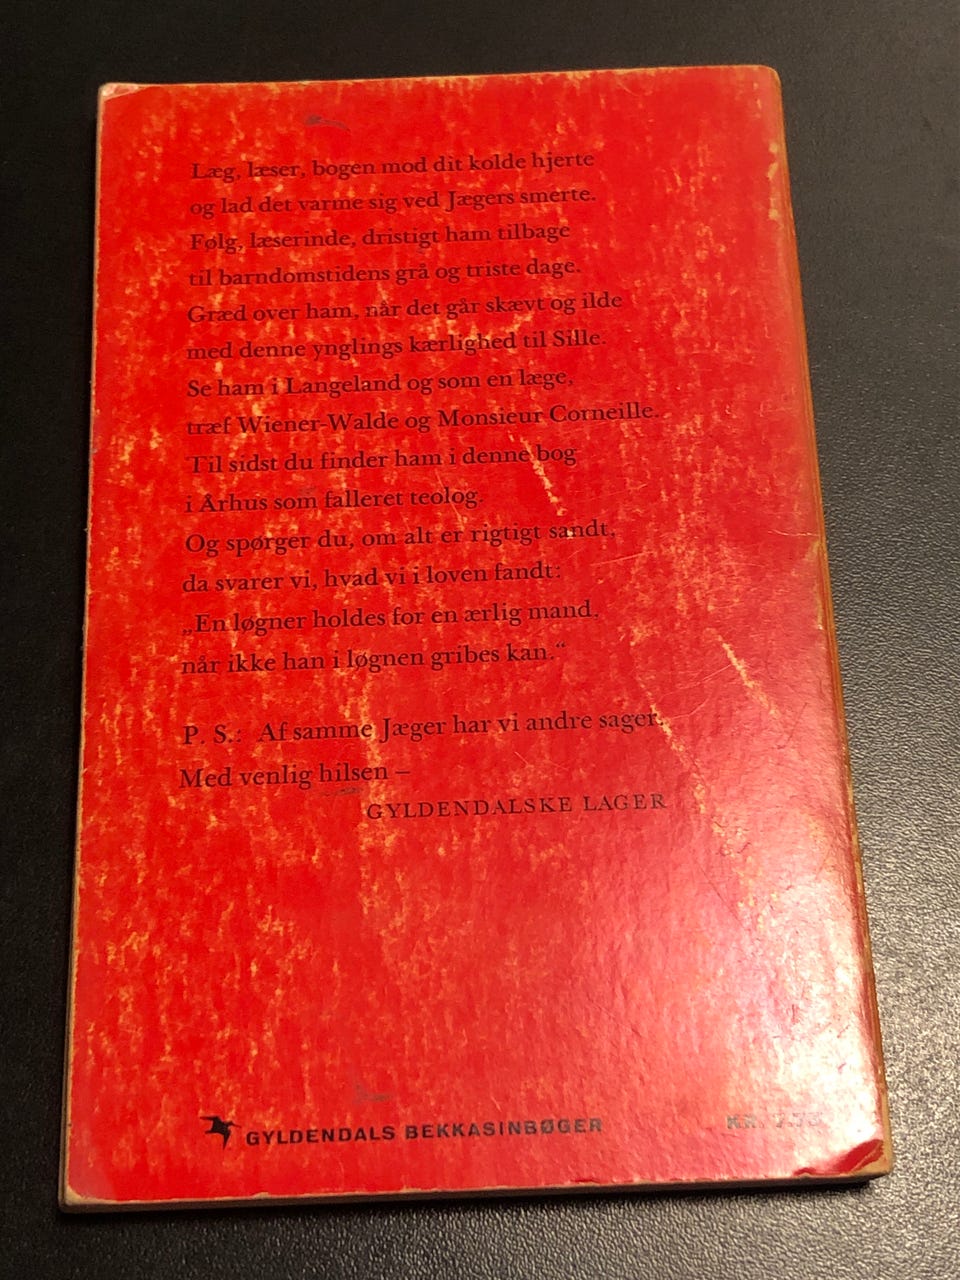 Læg, læser, bogen mod dit kolde hjerte
og lad det varme sig ved Jægers smerte.
Følg, læserinde, dristigt ham tilbage
til barndomstidens grå og triste dage.
Græd over ham, når det går skævt og ilde
med denne ynglings kærlighed til Sille.
Se ham i Langeland og som en læge,
træf Wiener-Walde og Monsieur Corneille.
Til sidst du finder ham i denne bog
i Århus som falleret teolog.
Og spørger du, om alt er rigtigt sandt,
da svarer vi, hvad vi i loven fandt:
„En løgner holdes for en ærlig mand,
når ikke han i løgnen gribes kan.“
P. S.: Af samme Jæger har vi andre sager.
Med venlig hilsen –
GYLDENDALSKE LAGER
GYLDENDALS BEKKASINBØGER
KR.